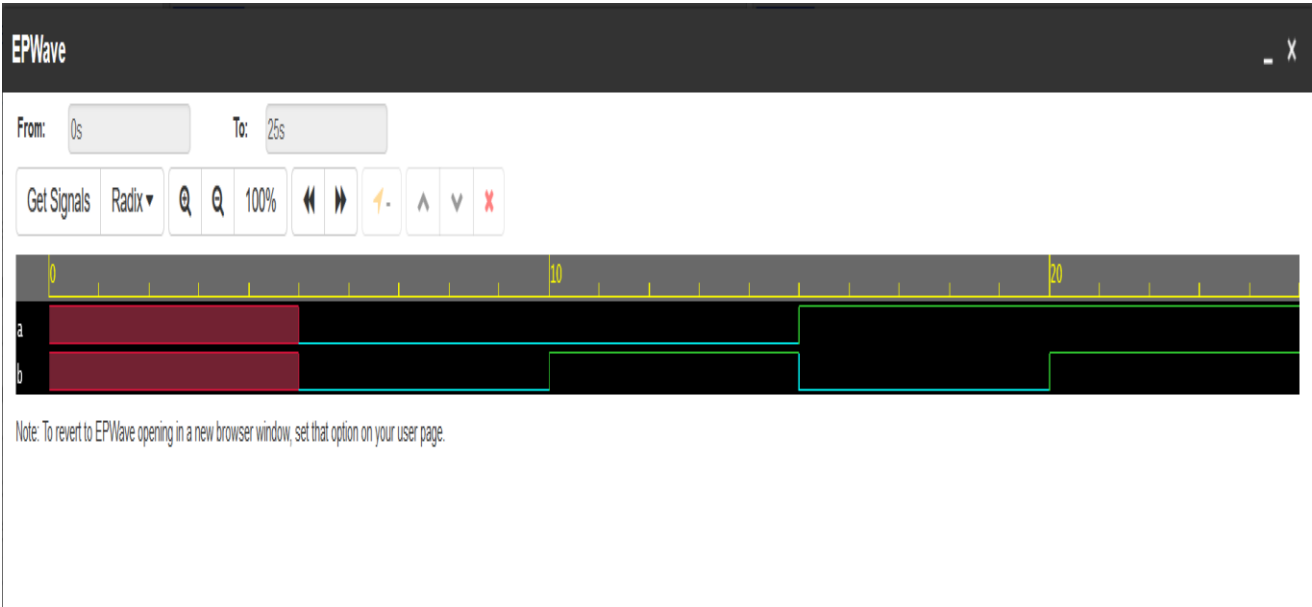 EPWave
From: 0s To: 25s
Get Signals Radix 100%
0 10 20
a
b
Note: To revert to EPWave opening in a new browser window, set that option on your user page.